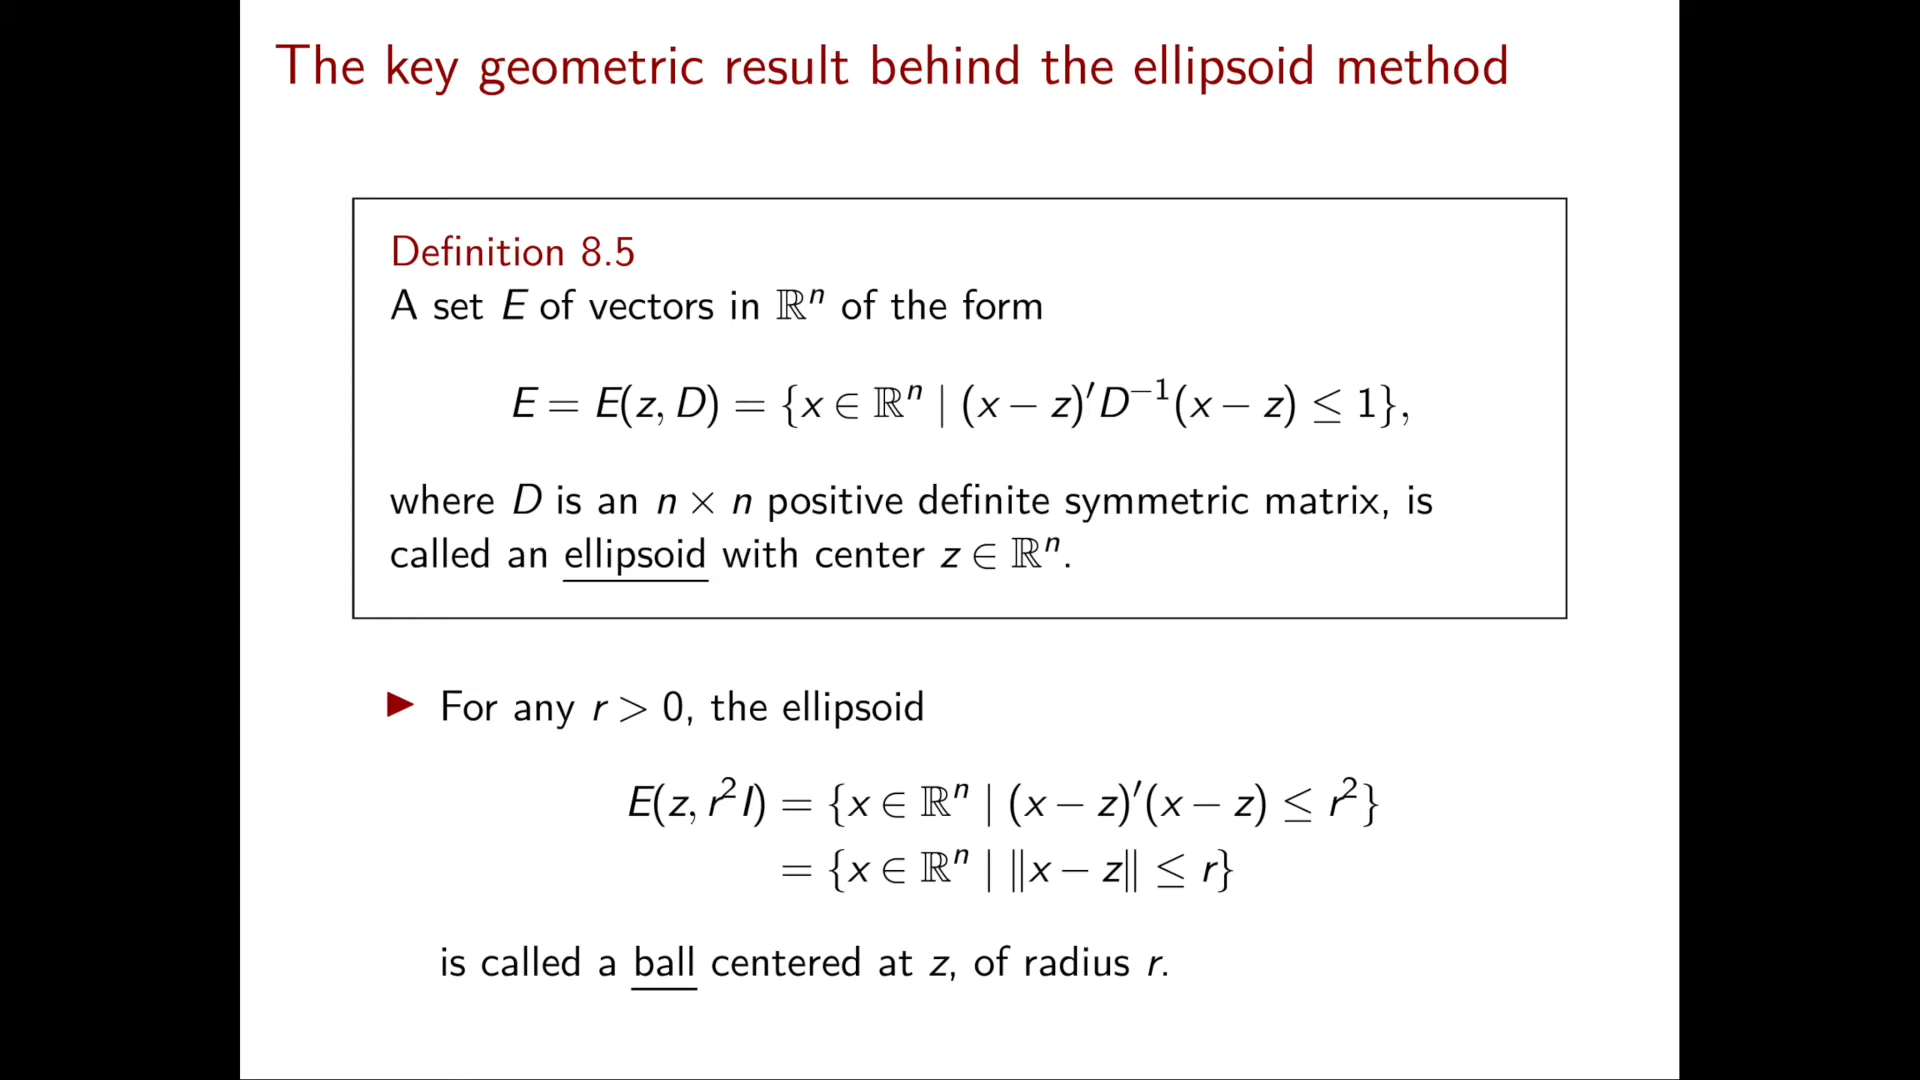 The key geometric result behind the ellipsoid method
Definition 8.5
A set E of vectors in ℝⁿ of the form
E = E(z, D) = {x ∈ ℝⁿ | (x − z)′D⁻¹(x − z) ≤ 1},
where D is an n × n positive definite symmetric matrix, is
called an ellipsoid with center z ∈ ℝⁿ.
▶ For any r > 0, the ellipsoid
E(z, r²I) = {x ∈ ℝⁿ | (x − z)′(x − z) ≤ r²}
= {x ∈ ℝⁿ | ‖x − z‖ ≤ r}
is called a ball centered at z, of radius r.